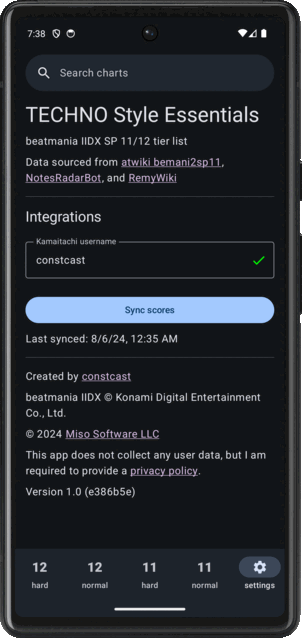 7:38
Search charts
TECHNO Style Essentials
beatmania IIDX SP 11/12 tier list
Data sourced from atwiki bemani2sp11,
NotesRadarBot, and RemyWiki
Integrations
Kamaitachi username
constcast
Sync scores
Last synced: 8/6/24, 12:35 AM
Created by constcast
beatmania IIDX © Konami Digital Entertainment
Co., Ltd.
© 2024 Miso Software LLC
This app does not collect any user data, but I am
required to provide a privacy policy.
Version 1.0 (e386b5e)
12 12 11 11
hard normal hard normal settings